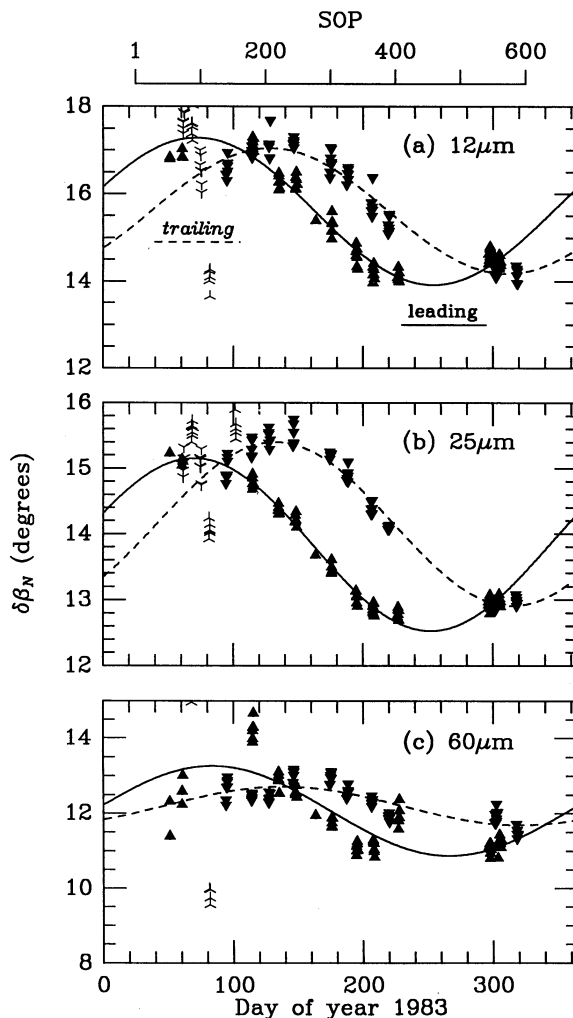 SOP
1 200 400 600
18
16
14
12
(a) 12μm
trailing
leading
16
15
14
13
12
(b) 25μm
δβN (degrees)
14
12
10
8
(c) 60μm
0 100 200 300
Day of year 1983